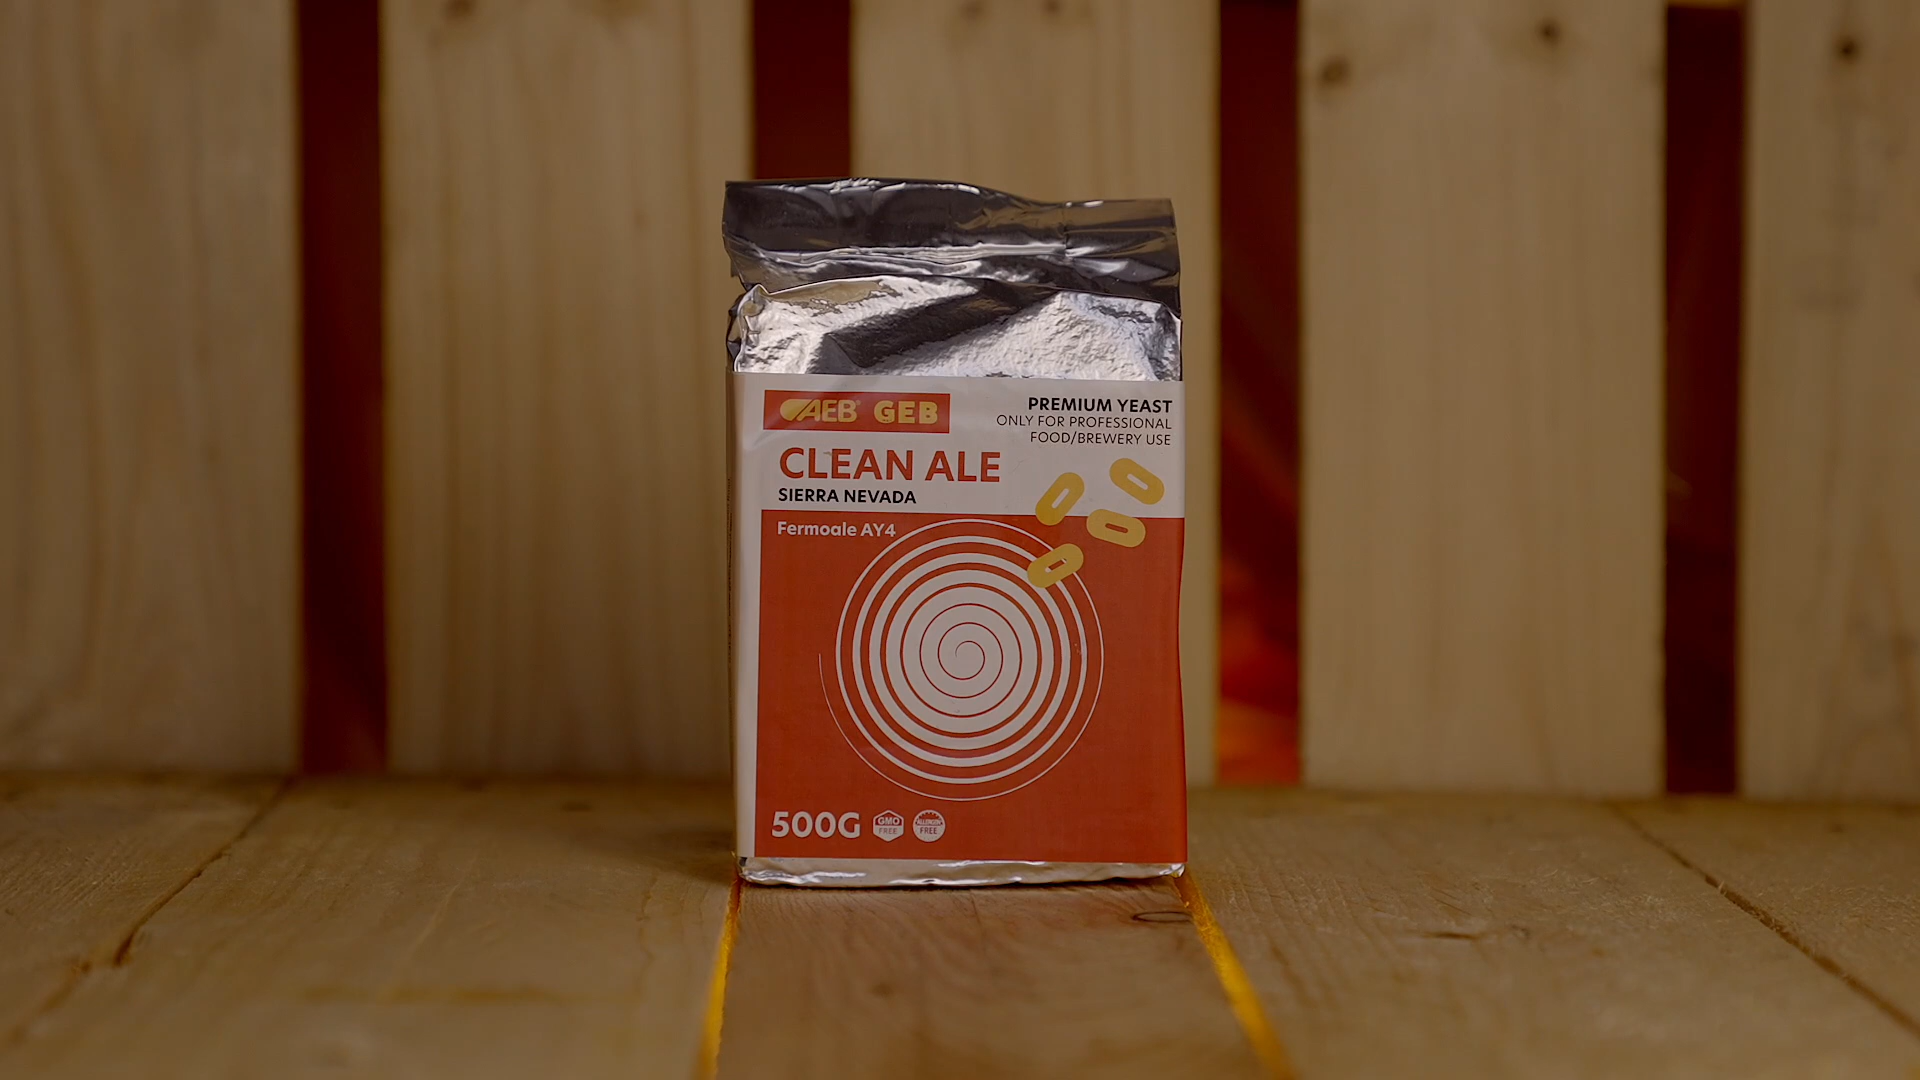 AEB GEB
PREMIUM YEAST
ONLY FOR PROFESSIONAL
FOOD/BREWERY USE
CLEAN ALE
SIERRA NEVADA
Fermoale AY4
500G
GMO
FREE
ALLERGEN
FREE